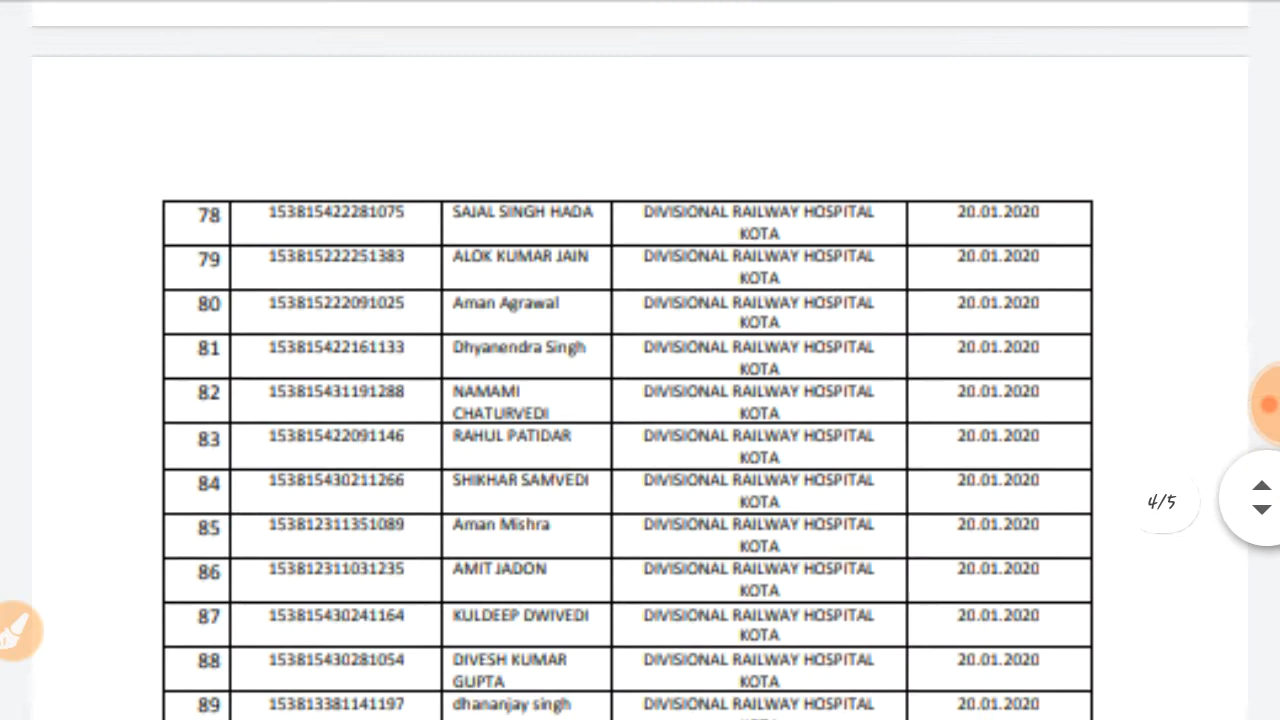 78 153815422281075 SAJAL SINGH HADA DIVISIONAL RAILWAY HOSPITAL 20.01.2020
KOTA
79 153815222251383 ALOK KUMAR JAIN DIVISIONAL RAILWAY HOSPITAL 20.01.2020
KOTA
80 153815222091025 Aman Agrawal DIVISIONAL RAILWAY HOSPITAL 20.01.2020
KOTA
81 153815422161133 Dhyanendra Singh DIVISIONAL RAILWAY HOSPITAL 20.01.2020
KOTA
82 153815431191288 NAMAMI DIVISIONAL RAILWAY HOSPITAL 20.01.2020
CHATURVEDI KOTA
83 153815422091146 RAHUL PATIDAR DIVISIONAL RAILWAY HOSPITAL 20.01.2020
KOTA
84 153815430211266 SHIKHAR SAMVEDI DIVISIONAL RAILWAY HOSPITAL 20.01.2020
KOTA
4/5
85 153812311351089 Aman Mishra DIVISIONAL RAILWAY HOSPITAL 20.01.2020
KOTA
86 153812311031235 AMIT JADON DIVISIONAL RAILWAY HOSPITAL 20.01.2020
KOTA
87 153815430241164 KULDEEP DWIVEDI DIVISIONAL RAILWAY HOSPITAL 20.01.2020
KOTA
88 153815430281054 DIVESH KUMAR DIVISIONAL RAILWAY HOSPITAL 20.01.2020
GUPTA KOTA
89 153813381141197 dhananjay singh DIVISIONAL RAILWAY HOSPITAL 20.01.2020